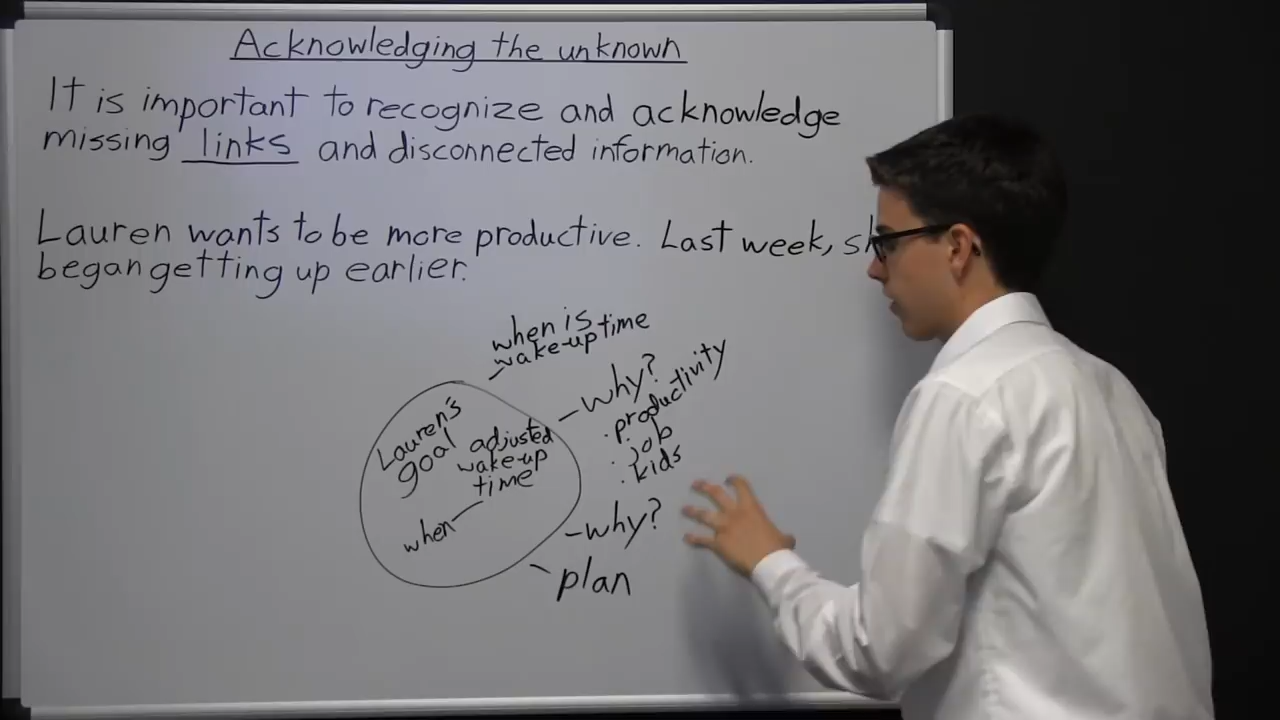 Acknowledging the unknown
It is important to recognize and acknowledge
missing links and disconnected information.
Lauren wants to be more productive. Last week,
began getting up earlier.
when is
wake-up time
why?
productivity
job
kids
Lauren's
goal
adjusted
wake-up
time
when
why?
plan